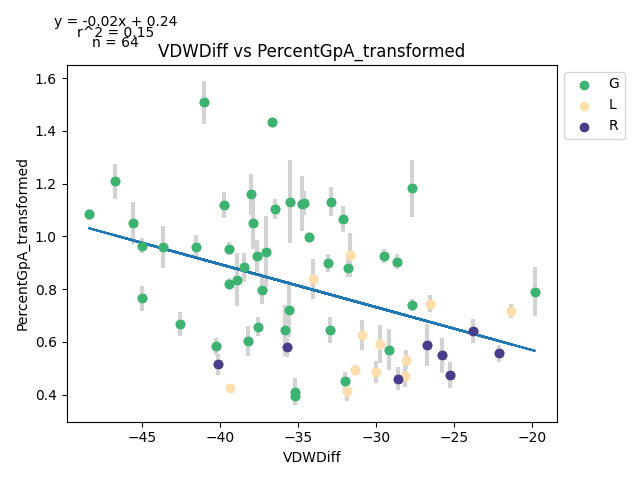 y = -0.02x + 0.24
r^2 = 0.15
n = 64
VDWDiff vs PercentGpA_transformed
G
L
R
1.6
1.4
1.2
1.0
0.8
0.6
0.4
PercentGpA_transformed
−45
−40
−35
−30
−25
−20
VDWDiff